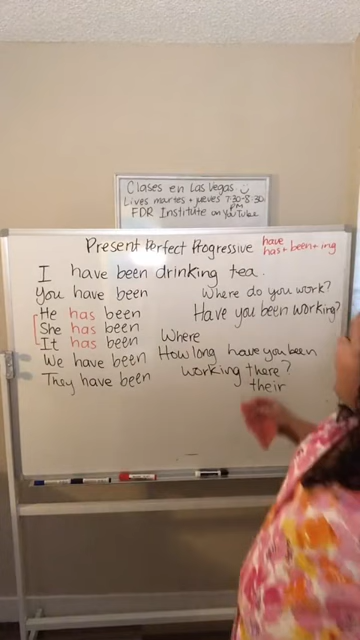 Clases en Las Vegas
Lives martes + jueves 7:30-8:30
PM
FDR Institute on YouTube
Present Perfect Progressive
have
has + been + ing
I have been drinking tea.
You have been
Where do you work?
He has been
Have you been working?
She has been
It has been
Where
We have been
How long have you been
working there?
They have been
their